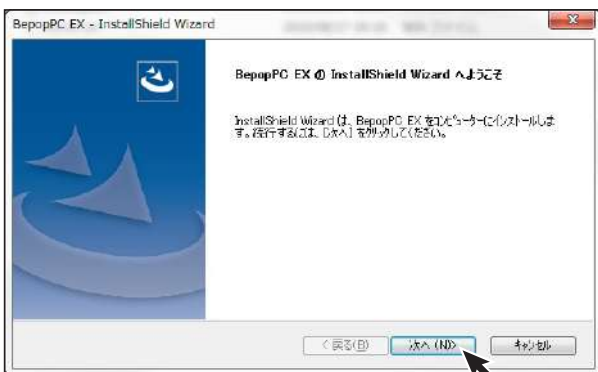 BepopPC EX - InstallShield Wizard
BepopPC EX の InstallShield Wizard へようこそ
InstallShield Wizard は、BepopPC EX をコンピューターにインストールしま
す。続行するには、[次へ] をクリックしてください。
< 戻る(B)
次へ (N)>
キャンセル